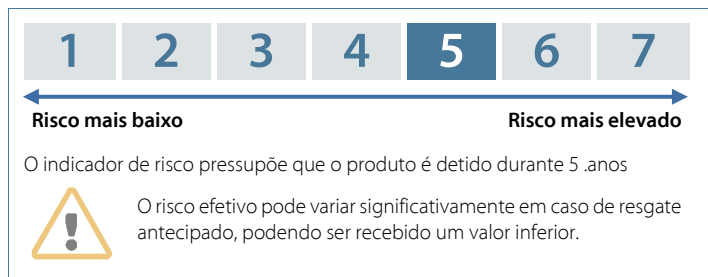 1 2 3 4 5 6 7
Risco mais baixo Risco mais elevado
O indicador de risco pressupõe que o produto é detido durante 5 .anos
O risco efetivo pode variar significativamente em caso de resgate
antecipado, podendo ser recebido um valor inferior.